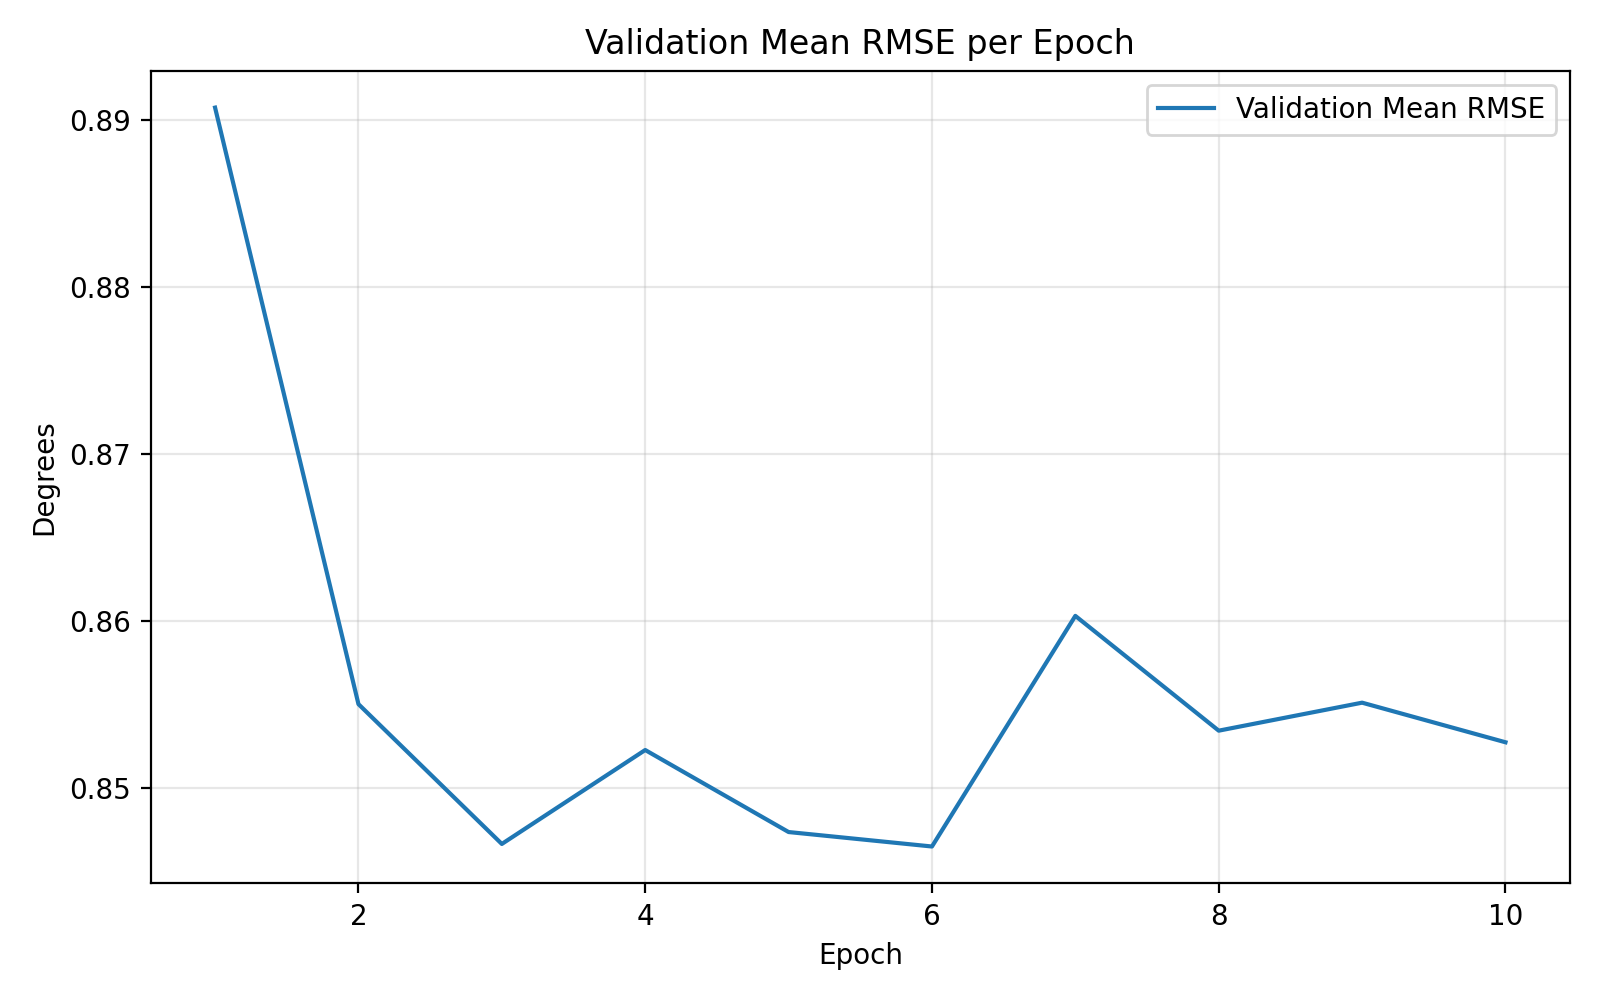 Validation Mean RMSE per Epoch
Validation Mean RMSE
0.89
0.88
0.87
0.86
0.85
Degrees
2 4 6 8 10
Epoch